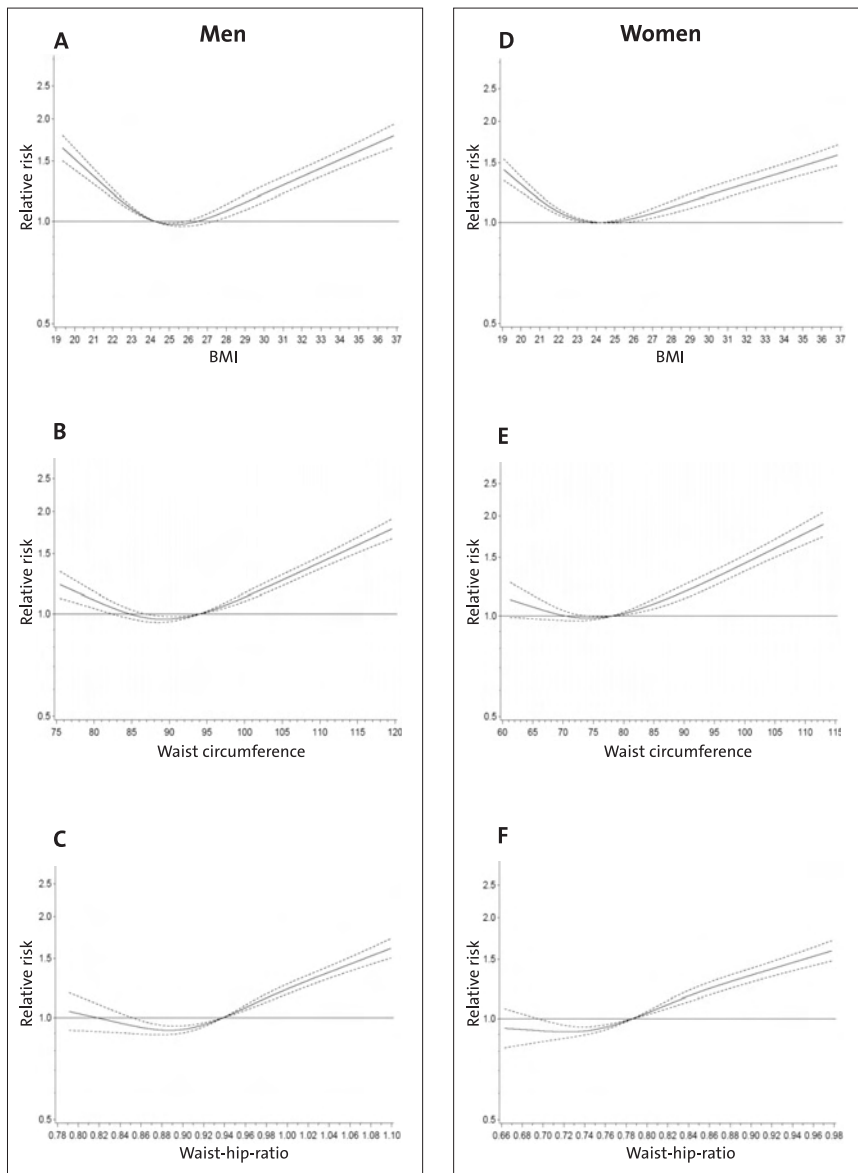 Men
A
Relative risk
2.5
2.0
1.5
1.0
0.5
19 20 21 22 23 24 25 26 27 28 29 30 31 32 33 34 35 36 37
BMI
B
Relative risk
2.5
2.0
1.5
1.0
0.5
75 80 85 90 95 100 105 110 115 120
Waist circumference
C
Relative risk
2.5
2.0
1.5
1.0
0.5
0.78 0.80 0.82 0.84 0.86 0.88 0.90 0.92 0.94 0.96 0.98 1.00 1.02 1.04 1.06 1.08 1.10
Waist-hip-ratio
Women
D
Relative risk
2.5
2.0
1.5
1.0
0.5
19 20 21 22 23 24 25 26 27 28 29 30 31 32 33 34 35 36 37
BMI
E
Relative risk
2.5
2.0
1.5
1.0
0.5
60 65 70 75 80 85 90 95 100 105 110 115
Waist circumference
F
Relative risk
2.5
2.0
1.5
1.0
0.5
0.66 0.68 0.70 0.72 0.74 0.76 0.78 0.80 0.82 0.84 0.86 0.88 0.90 0.92 0.94 0.96 0.98
Waist-hip-ratio